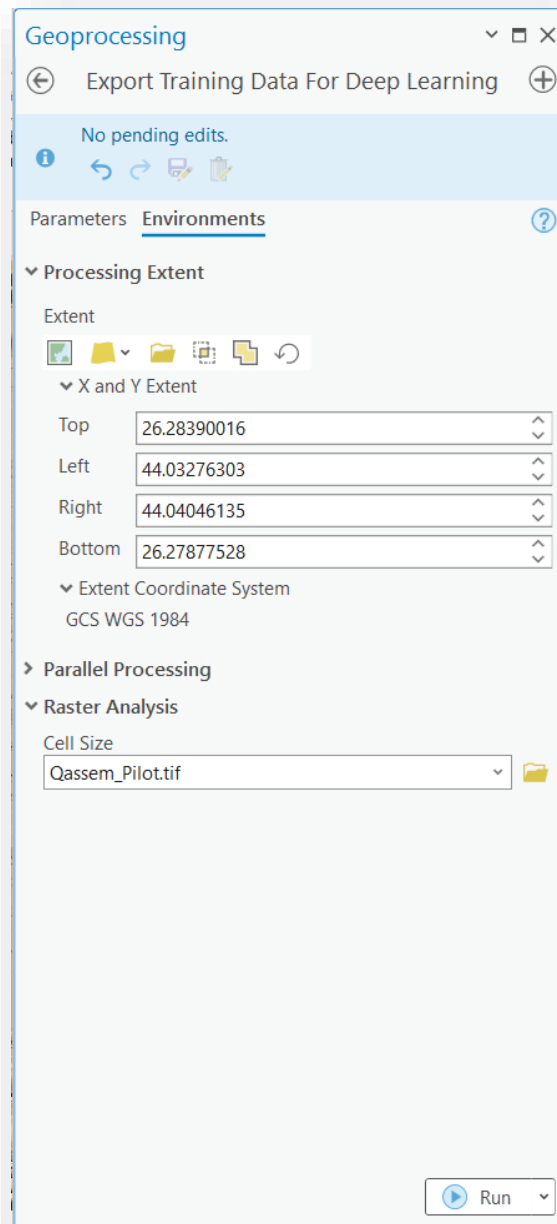 Geoprocessing
Export Training Data For Deep Learning
No pending edits.
Parameters Environments
Processing Extent
Extent
X and Y Extent
Top 26.28390016
Left 44.03276303
Right 44.04046135
Bottom 26.27877528
Extent Coordinate System
GCS WGS 1984
Parallel Processing
Raster Analysis
Cell Size
Qassem_Pilot.tif
Run